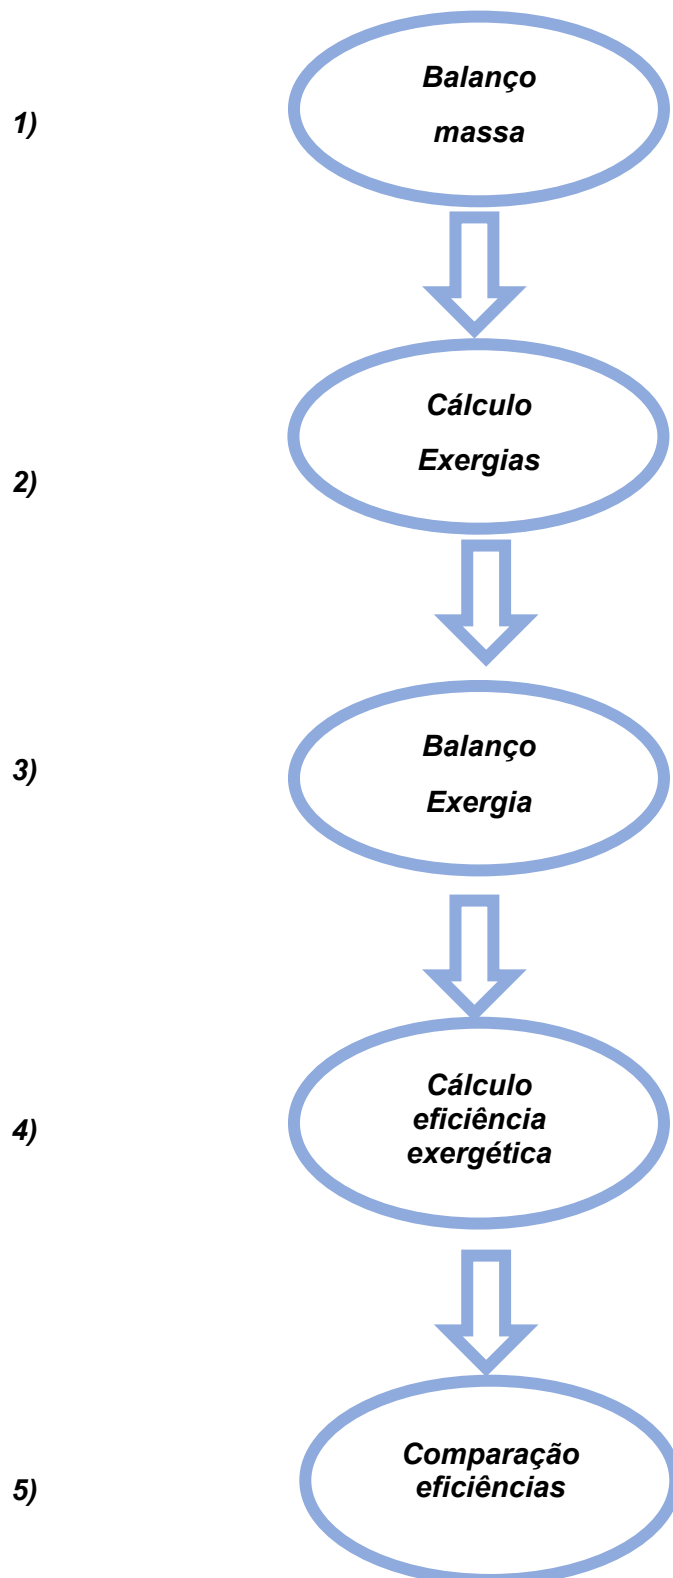 1)
Balanço
massa
2)
Cálculo
Exergias
3)
Balanço
Exergia
4)
Cálculo
eficiência
exergética
5)
Comparação
eficiências